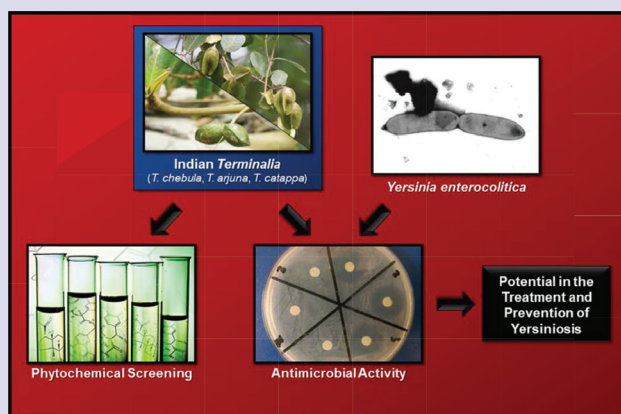 Indian Terminalia
(T. chebula, T. arjuna, T. catappa)
Yersinia enterocolitica
Phytochemical Screening
Antimicrobial Activity
Potential in the
Treatment and
Prevention of
Yersiniosis